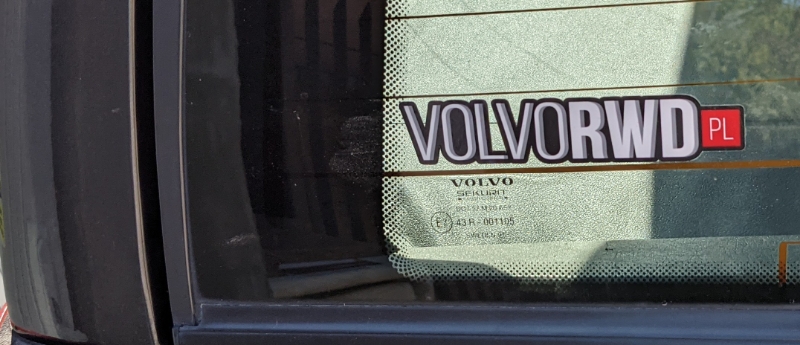 VOLVORWD PL
VOLVO
SEKURIT
43 R - 001105